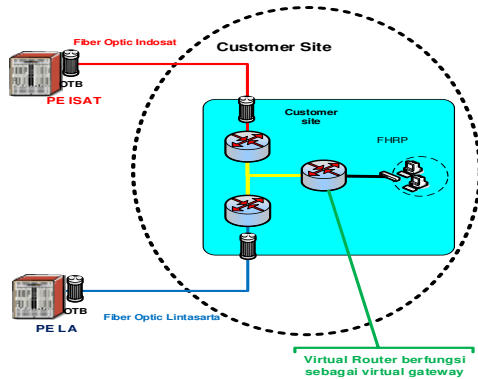 Customer Site
Fiber Optic Indosat
OTB
PE ISAT
Customer
site
FHRP
OTB
PE LA
Fiber Optic Lintasarta
Virtual Router berfungsi
sebagai virtual gateway